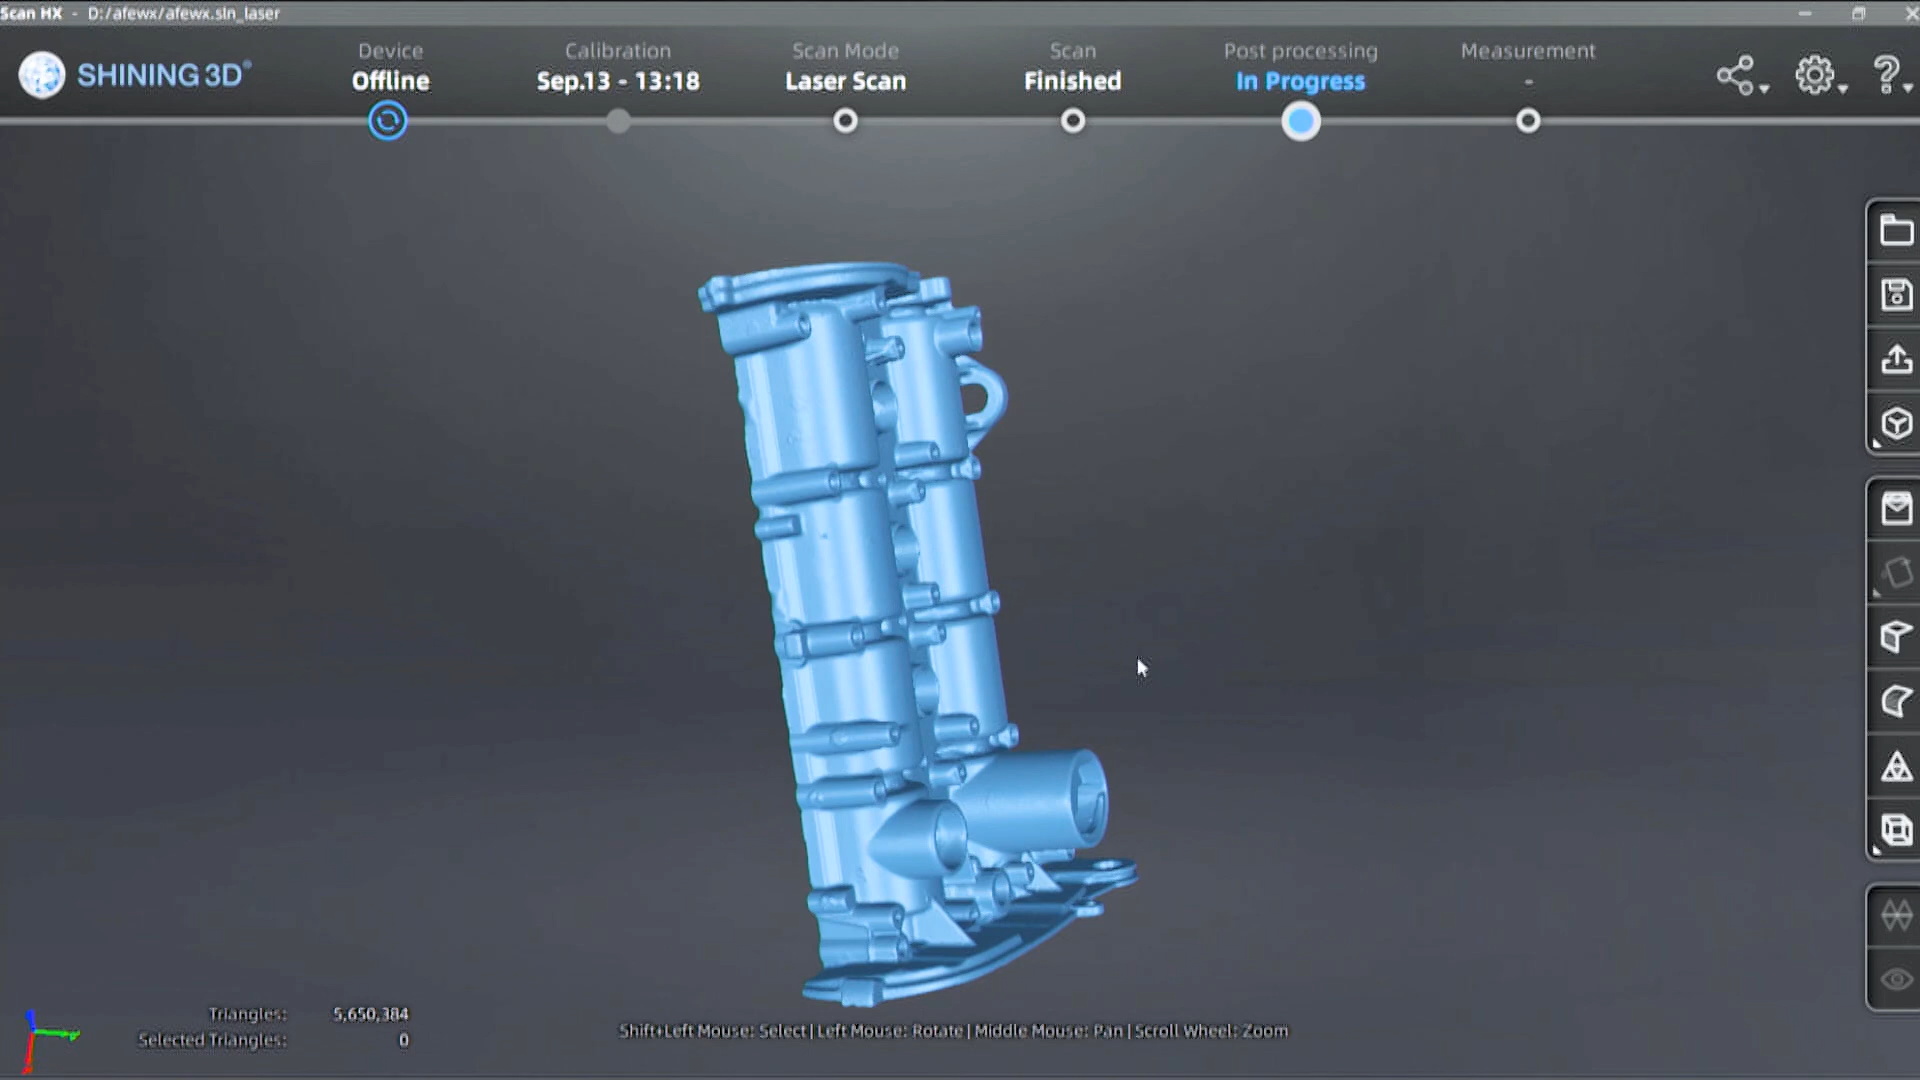 Scan HX - D:/afewx/afewx.sln_laser
SHINING 3D®
Device
Offline
Calibration
Sep.13 - 13:18
Scan Mode
Laser Scan
Scan
Finished
Post processing
In Progress
Measurement
-
Triangles: 5,650,384
Selected Triangles: 0
Shift+Left Mouse: Select | Left Mouse: Rotate | Middle Mouse: Pan | Scroll Wheel: Zoom